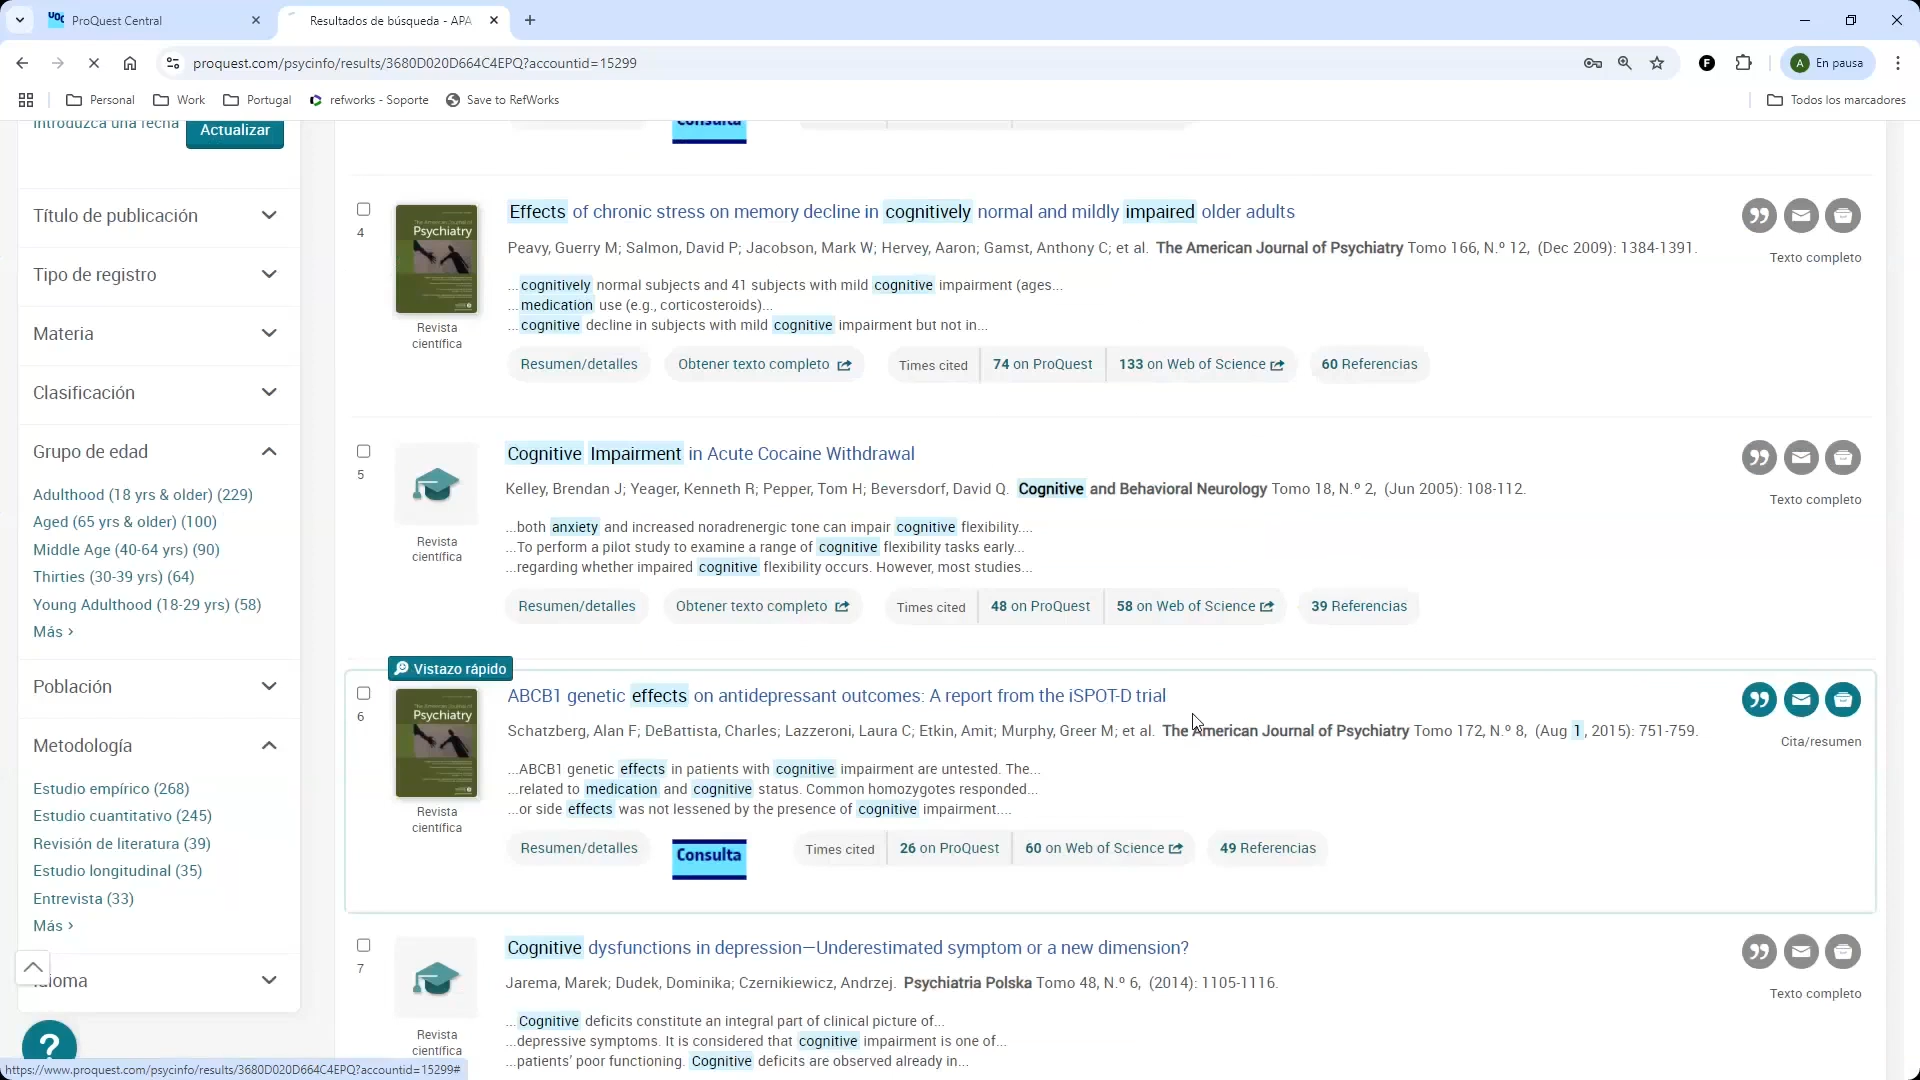 ProQuest Central
Resultados de búsqueda - APA
proquest.com/psycinfo/results/3680D020D664C4EPQ?accountid=15299
F
A En pausa
Personal
Work
Portugal
refworks - Soporte
Save to RefWorks
Todos los marcadores
Introduzca una fecha
Actualizar
Título de publicación
Tipo de registro
Materia
Clasificación
Grupo de edad
Adulthood (18 yrs & older) (229)
Aged (65 yrs & older) (100)
Middle Age (40-64 yrs) (90)
Thirties (30-39 yrs) (64)
Young Adulthood (18-29 yrs) (58)
Más >
Población
Metodología
Estudio empírico (268)
Estudio cuantitativo (245)
Revisión de literatura (39)
Estudio longitudinal (35)
Entrevista (33)
Más >
Idioma
?
https://www.proquest.com/psycinfo/results/3680D020D664C4EPQ?accountid=15299#
Consulta
4
Psychiatry
Revista
científica
Effects of chronic stress on memory decline in cognitively normal and mildly impaired older adults
Peavy, Guerry M; Salmon, David P; Jacobson, Mark W; Hervey, Aaron; Gamst, Anthony C; et al. The American Journal of Psychiatry Tomo 166, N.º 12, (Dec 2009): 1384-1391.
...cognitively normal subjects and 41 subjects with mild cognitive impairment (ages...
...medication use (e.g., corticosteroids)...
...cognitive decline in subjects with mild cognitive impairment but not in...
Resumen/detalles
Obtener texto completo
Times cited
74 on ProQuest
133 on Web of Science
60 Referencias
Texto completo
5
Revista
científica
Cognitive Impairment in Acute Cocaine Withdrawal
Kelley, Brendan J; Yeager, Kenneth R; Pepper, Tom H; Beversdorf, David Q. Cognitive and Behavioral Neurology Tomo 18, N.º 2, (Jun 2005): 108-112.
...both anxiety and increased noradrenergic tone can impair cognitive flexibility....
...To perform a pilot study to examine a range of cognitive flexibility tasks early...
...regarding whether impaired cognitive flexibility occurs. However, most studies...
Resumen/detalles
Obtener texto completo
Times cited
48 on ProQuest
58 on Web of Science
39 Referencias
Texto completo
Vistazo rápido
6
Psychiatry
Revista
científica
ABCB1 genetic effects on antidepressant outcomes: A report from the iSPOT-D trial
Schatzberg, Alan F; DeBattista, Charles; Lazzeroni, Laura C; Etkin, Amit; Murphy, Greer M; et al. The American Journal of Psychiatry Tomo 172, N.º 8, (Aug 1, 2015): 751-759.
...ABCB1 genetic effects in patients with cognitive impairment are untested. The...
...related to medication and cognitive status. Common homozygotes responded...
...or side effects was not lessened by the presence of cognitive impairment....
Resumen/detalles
Consulta
Times cited
26 on ProQuest
60 on Web of Science
49 Referencias
Cita/resumen
7
Revista
científica
Cognitive dysfunctions in depression—Underestimated symptom or a new dimension?
Jarema, Marek; Dudek, Dominika; Czernikiewicz, Andrzej. Psychiatria Polska Tomo 48, N.º 6, (2014): 1105-1116.
...Cognitive deficits constitute an integral part of clinical picture of...
...depressive symptoms. It is considered that cognitive impairment is one of...
...patients' poor functioning. Cognitive deficits are observed already in...
Texto completo